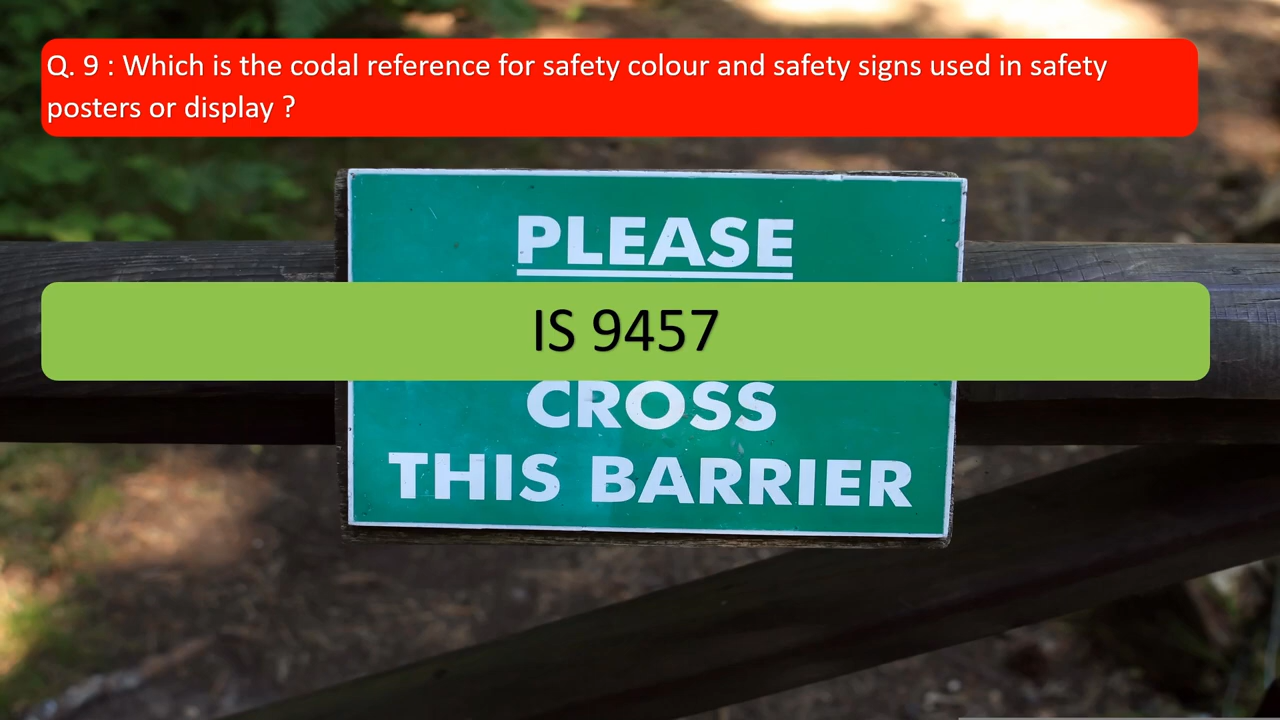 Q. 9 : Which is the codal reference for safety colour and safety signs used in safety
posters or display ?
PLEASE
IS 9457
CROSS
THIS BARRIER